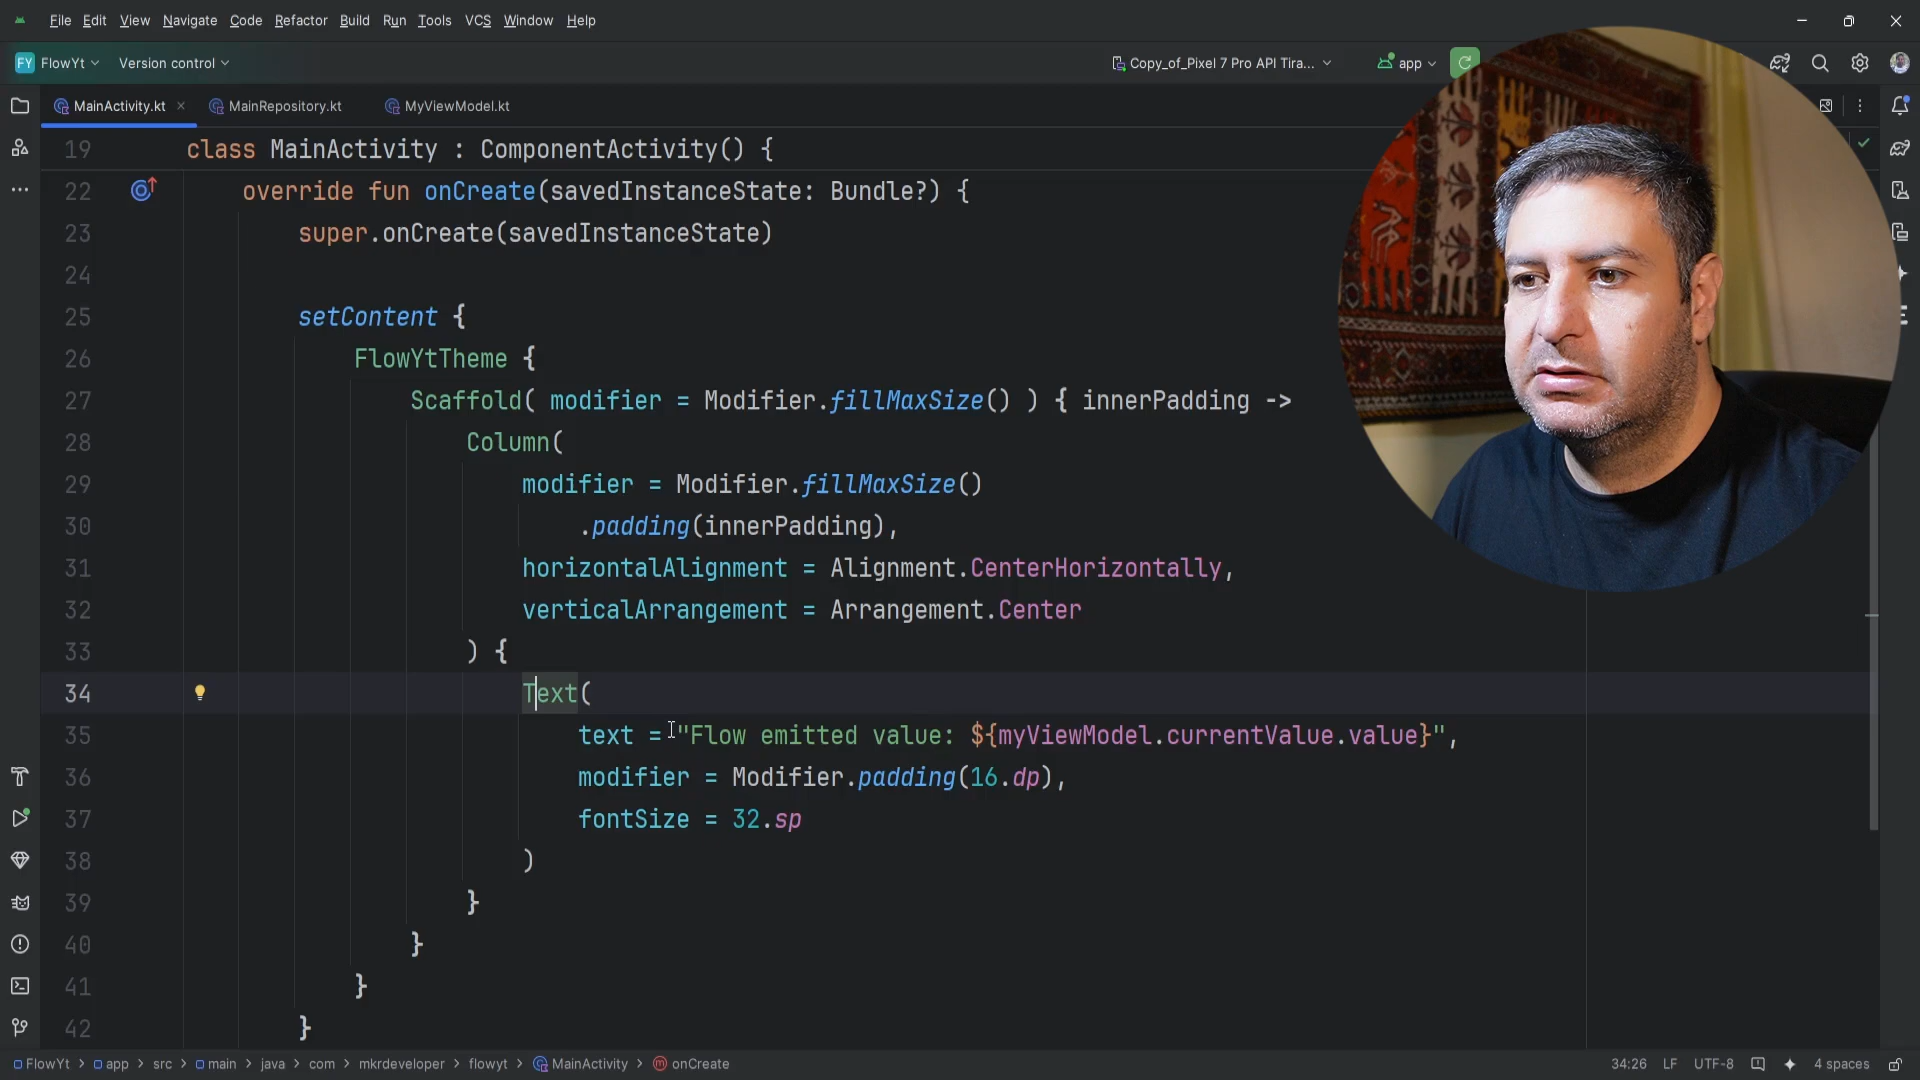 File Edit View Navigate Code Refactor Build Run Tools VCS Window Help
FY FlowYt Version control Copy_of_Pixel 7 Pro API Tira... app
MainActivity.kt MainRepository.kt MyViewModel.kt
19 class MainActivity : ComponentActivity() {
22 override fun onCreate(savedInstanceState: Bundle?) {
23 super.onCreate(savedInstanceState)
24
25 setContent {
26 FlowYtTheme {
27 Scaffold( modifier = Modifier.fillMaxSize() ) { innerPadding ->
28 Column(
29 modifier = Modifier.fillMaxSize()
30 .padding(innerPadding),
31 horizontalAlignment = Alignment.CenterHorizontally,
32 verticalArrangement = Arrangement.Center
33 ) {
34 Text(
35 text = "Flow emitted value: ${myViewModel.currentValue.value}",
36 modifier = Modifier.padding(16.dp),
37 fontSize = 32.sp
38 )
39 }
40 }
41 }
42 }
FlowYt > app > src > main > java > com > mkrdeveloper > flowyt > MainActivity > onCreate 34:26 LF UTF-8 4 spaces